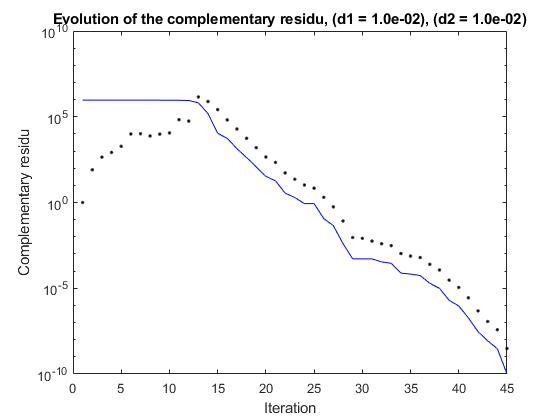 Evolution of the complementary residu, (d1 = 1.0e-02), (d2 = 1.0e-02)
10^10
10^5
10^0
10^-5
10^-10
Complementary residu
0 5 10 15 20 25 30 35 40 45
Iteration